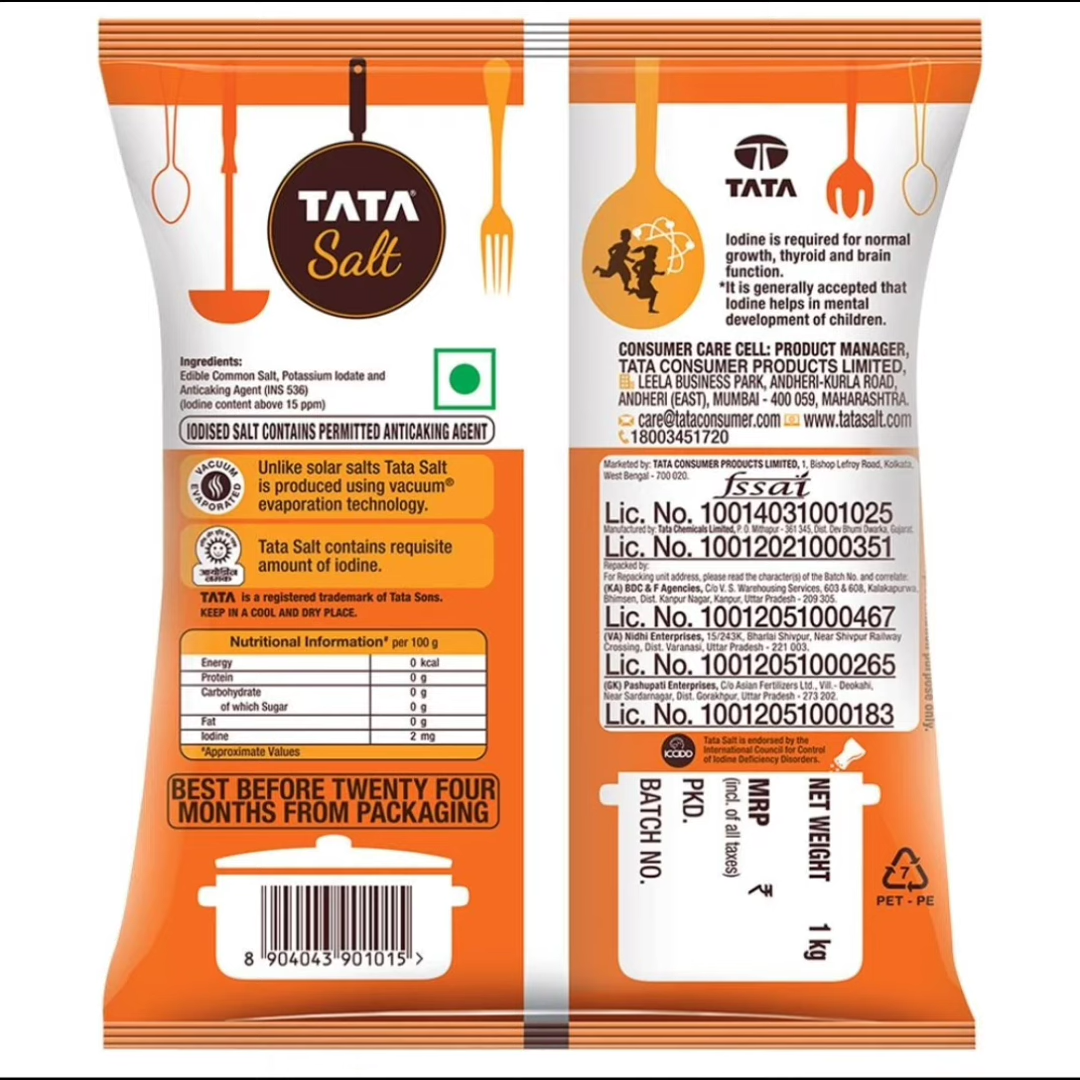 TATA
Salt
Ingredients:
Edible Common Salt, Potassium Iodate and
Anticaking Agent (INS 536)
(Iodine content above 15 ppm)
IODISED SALT CONTAINS PERMITTED ANTICAKING AGENT
VACUUM
EVAPORATED
Unlike solar salts Tata Salt
is produced using vacuum®
evaporation technology.
आयोडिन
नमक
Tata Salt contains requisite
amount of iodine.
TATA is a registered trademark of Tata Sons.
KEEP IN A COOL AND DRY PLACE.
Nutritional Information# per 100 g
Energy 0 kcal
Protein 0 g
Carbohydrate 0 g
of which Sugar 0 g
Fat 0 g
Iodine 2 mg
#Approximate Values
BEST BEFORE TWENTY FOUR
MONTHS FROM PACKAGING
8 904043 901015 >
TATA
Iodine is required for normal
growth, thyroid and brain
function.
*It is generally accepted that
Iodine helps in mental
development of children.
CONSUMER CARE CELL: PRODUCT MANAGER,
TATA CONSUMER PRODUCTS LIMITED,
LEELA BUSINESS PARK, ANDHERI-KURLA ROAD,
ANDHERI (EAST), MUMBAI - 400 059, MAHARASHTRA.
care@tataconsumer.com www.tatasalt.com
18003451720
Marketed by: TATA CONSUMER PRODUCTS LIMITED, 1, Bishop Lefroy Road, Kolkata,
West Bengal - 700 020.
fssai
Lic. No. 10014031001025
Manufactured by: Tata Chemicals Limited, P. O. Mithapur - 361 345, Dist. Dev Bhumi Dwarka, Gujarat.
Lic. No. 10012021000351
Repacked by:
For Repacking unit address, please read the character(s) of the Batch No. and correlate:
(KA) BDC & F Agencies, C/o V. S. Warehousing Services, 603 & 608, Kalakapurwa,
Bhimsen, Dist. Kanpur Nagar, Kanpur, Uttar Pradesh - 209 305.
Lic. No. 10012051000467
(VA) Nidhi Enterprises, 15/243K, Bharlai Shivpur, Near Shivpur Railway
Crossing, Dist. Varanasi, Uttar Pradesh - 221 003.
Lic. No. 10012051000265
(GK) Pashupati Enterprises, C/o Asian Fertilizers Ltd., Vill.- Deokahi,
Near Sardarnagar, Dist. Gorakhpur, Uttar Pradesh - 273 202.
Lic. No. 10012051000183
purpose only.
ICCIDD
Tata Salt is endorsed by the
International Council for Control
of Iodine Deficiency Disorders.
NET WEIGHT 1 kg
MRP ₹
(incl. of all taxes)
PKD.
BATCH NO.
7
PET - PE